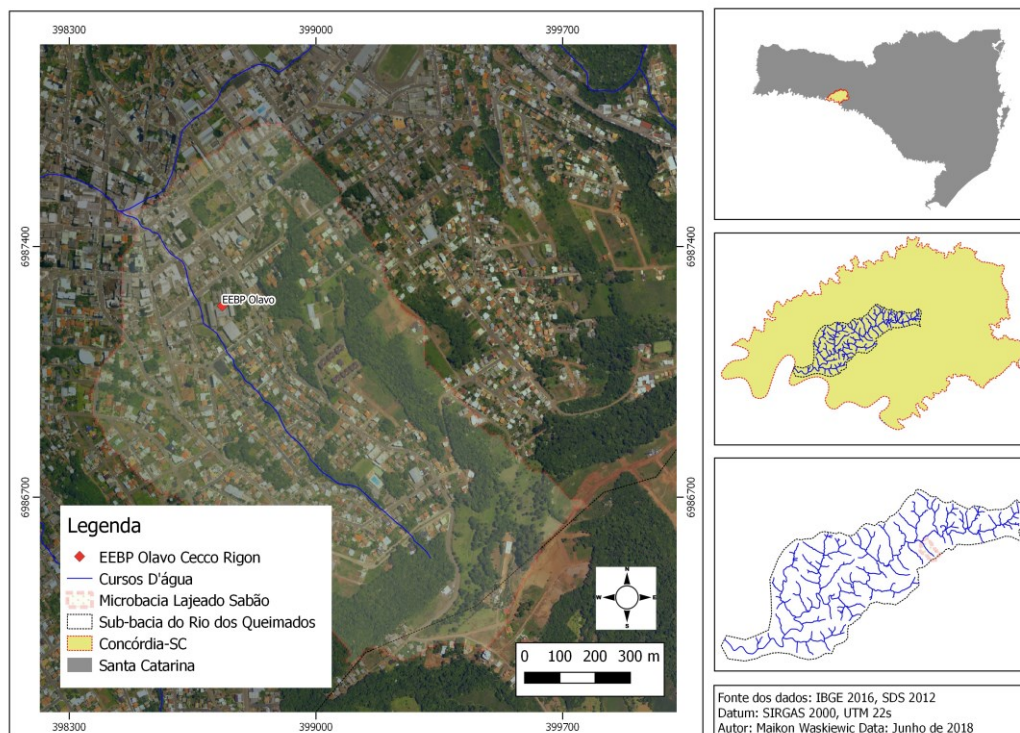 398300
399000
399700
6987400
6987400
EEBP Olavo
6986700
6986700
Legenda
EEBP Olavo Cecco Rigon
Cursos D'água
Microbacia Lajeado Sabão
Sub-bacia do Rio dos Queimados
Concórdia-SC
Santa Catarina
N
W
E
S
0 100 200 300 m
398300
399000
399700
Fonte dos dados: IBGE 2016, SDS 2012
Datum: SIRGAS 2000, UTM 22s
Autor: Maikon Waskiewic Data: Junho de 2018